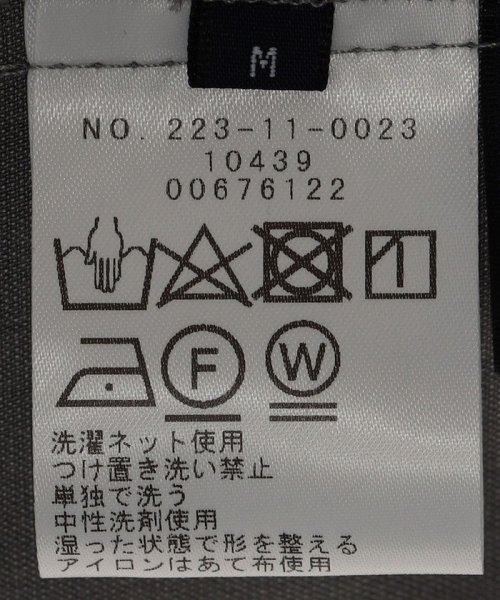 M
NO. 223-11-0023
10439
00676122
F
W
洗濯ネット使用
つけ置き洗い禁止
単独で洗う
中性洗剤使用
湿った状態で形を整える
アイロンはあて布使用